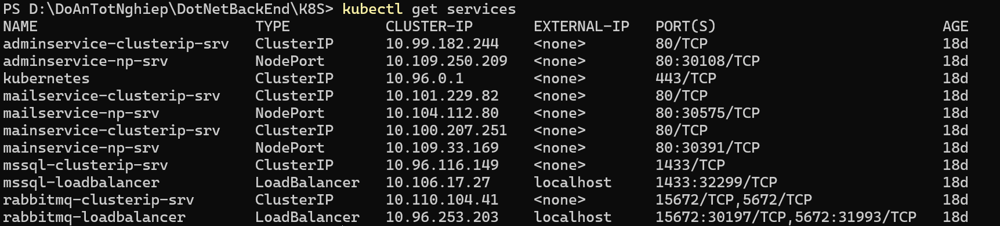 PS D:\DoAnTotNghiep\DotNetBackEnd\K8S> kubectl get services
NAME TYPE CLUSTER-IP EXTERNAL-IP PORT(S) AGE
adminservice-clusterip-srv ClusterIP 10.99.182.244 <none> 80/TCP 18d
adminservice-np-srv NodePort 10.109.250.209 <none> 80:30108/TCP 18d
kubernetes ClusterIP 10.96.0.1 <none> 443/TCP 18d
mailservice-clusterip-srv ClusterIP 10.101.229.82 <none> 80/TCP 18d
mailservice-np-srv NodePort 10.104.112.80 <none> 80:30575/TCP 18d
mainservice-clusterip-srv ClusterIP 10.100.207.251 <none> 80/TCP 18d
mainservice-np-srv NodePort 10.109.33.169 <none> 80:30391/TCP 18d
mssql-clusterip-srv ClusterIP 10.96.116.149 <none> 1433/TCP 18d
mssql-loadbalancer LoadBalancer 10.106.17.27 localhost 1433:32299/TCP 18d
rabbitmq-clusterip-srv ClusterIP 10.110.104.41 <none> 15672/TCP,5672/TCP 18d
rabbitmq-loadbalancer LoadBalancer 10.96.253.203 localhost 15672:30197/TCP,5672:31993/TCP 18d